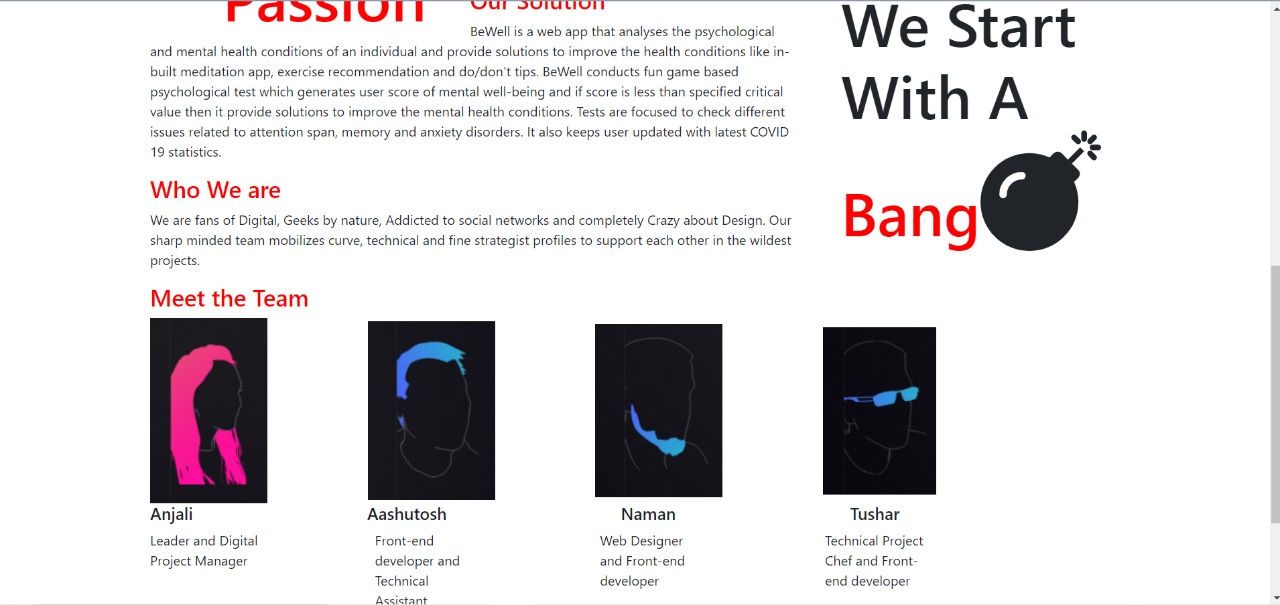 Passion
Our Solution
BeWell is a web app that analyses the psychological
and mental health conditions of an individual and provide solutions to improve the health conditions like in-
built meditation app, exercise recommendation and do/don't tips. BeWell conducts fun game based
psychological test which generates user score of mental well-being and if score is less than specified critical
value then it provide solutions to improve the mental health conditions. Tests are focused to check different
issues related to attention span, memory and anxiety disorders. It also keeps user updated with latest COVID
19 statistics.
Who We are
We are fans of Digital, Geeks by nature, Addicted to social networks and completely Crazy about Design. Our
sharp minded team mobilizes curve, technical and fine strategist profiles to support each other in the wildest
projects.
We Start
With A
Bang
Meet the Team
Anjali
Leader and Digital
Project Manager
Aashutosh
Front-end
developer and
Technical
Assistant
Naman
Web Designer
and Front-end
developer
Tushar
Technical Project
Chef and Front-
end developer